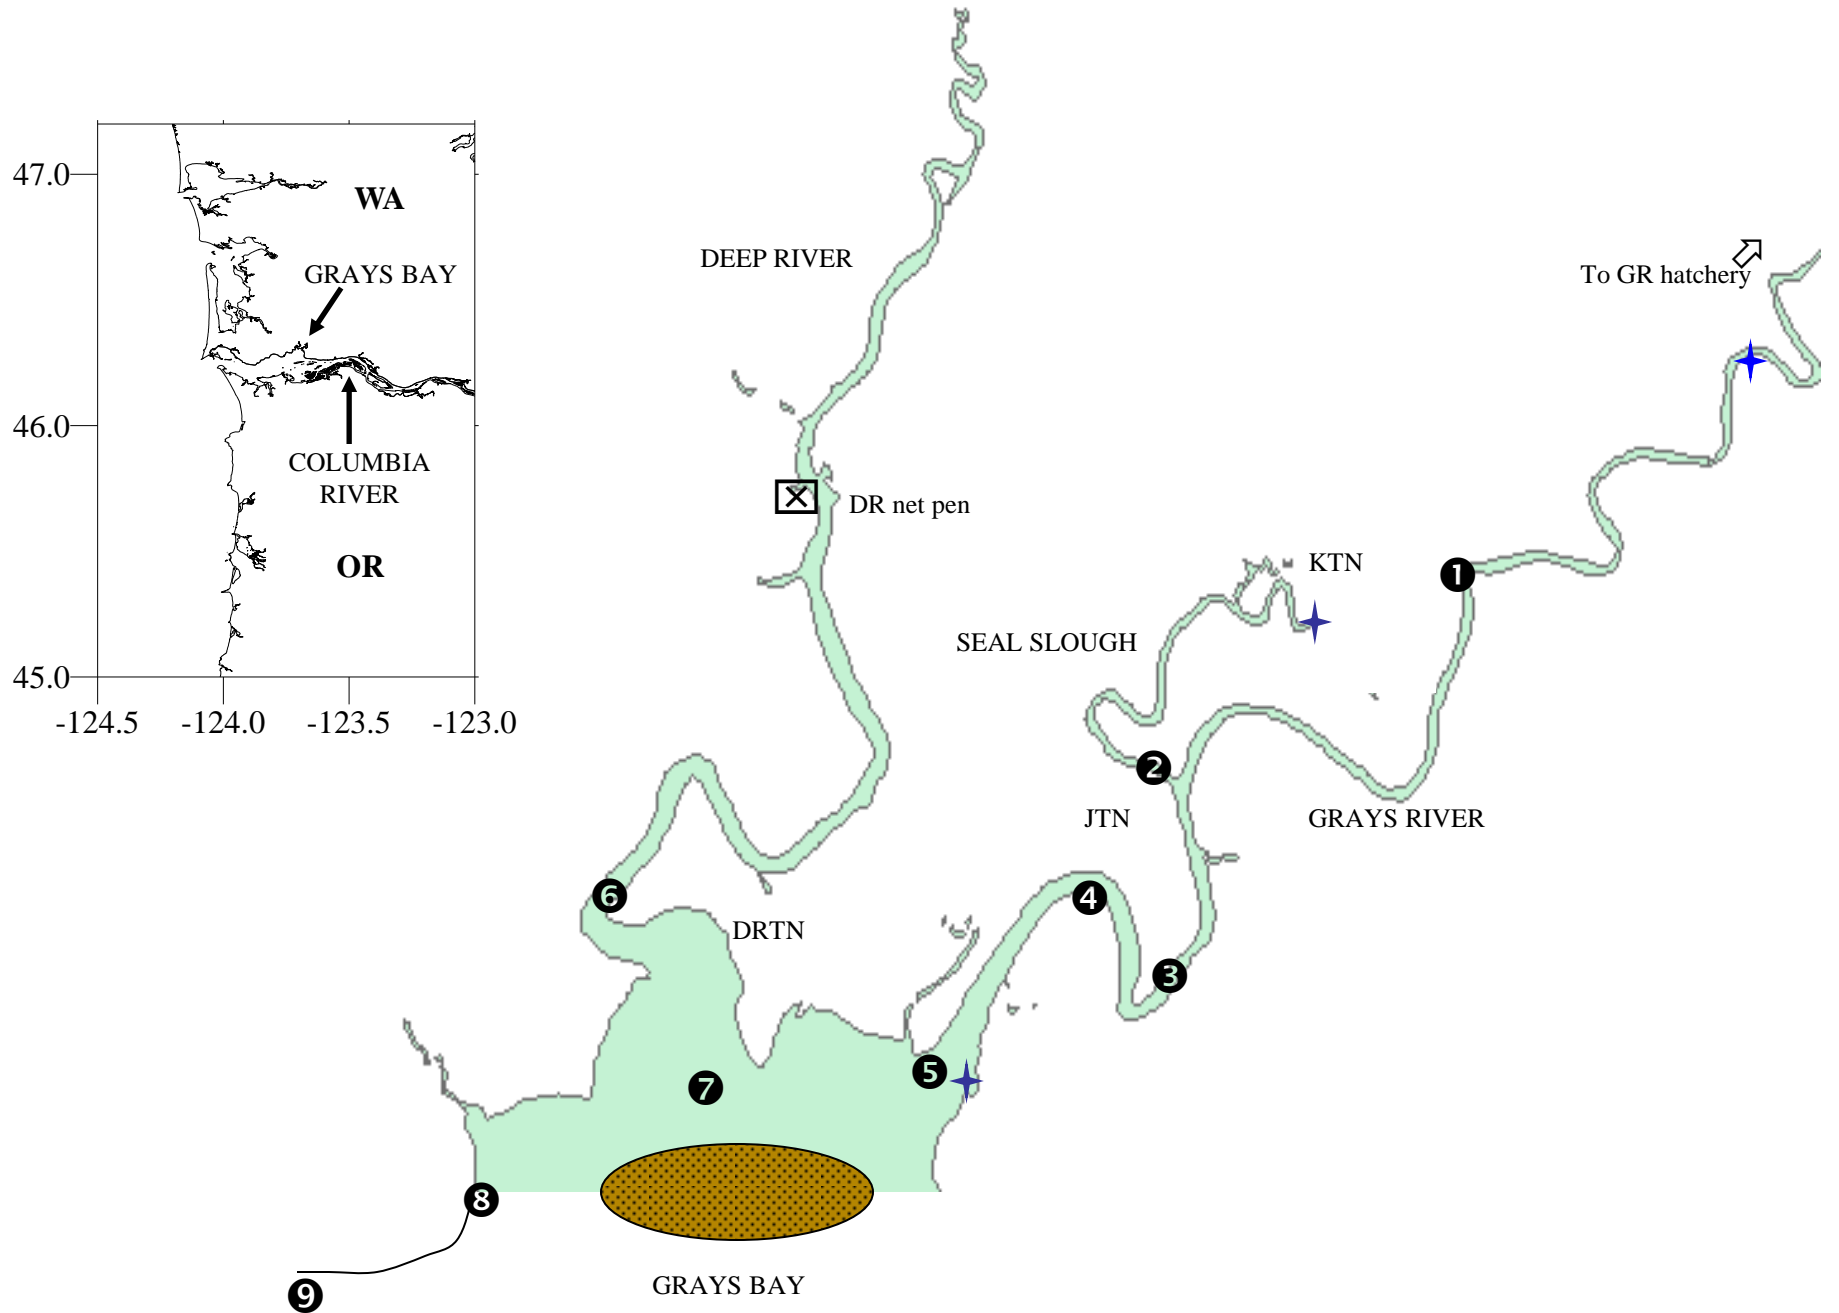 47.0
WA
GRAYS BAY
46.0
COLUMBIA
RIVER
OR
45.0
-124.5 -124.0 -123.5 -123.0
DEEP RIVER
To GR hatchery
DR net pen
KTN
1
SEAL SLOUGH
2
JTN
GRAYS RIVER
6
4
DRTN
3
5
7
8
GRAYS BAY
9